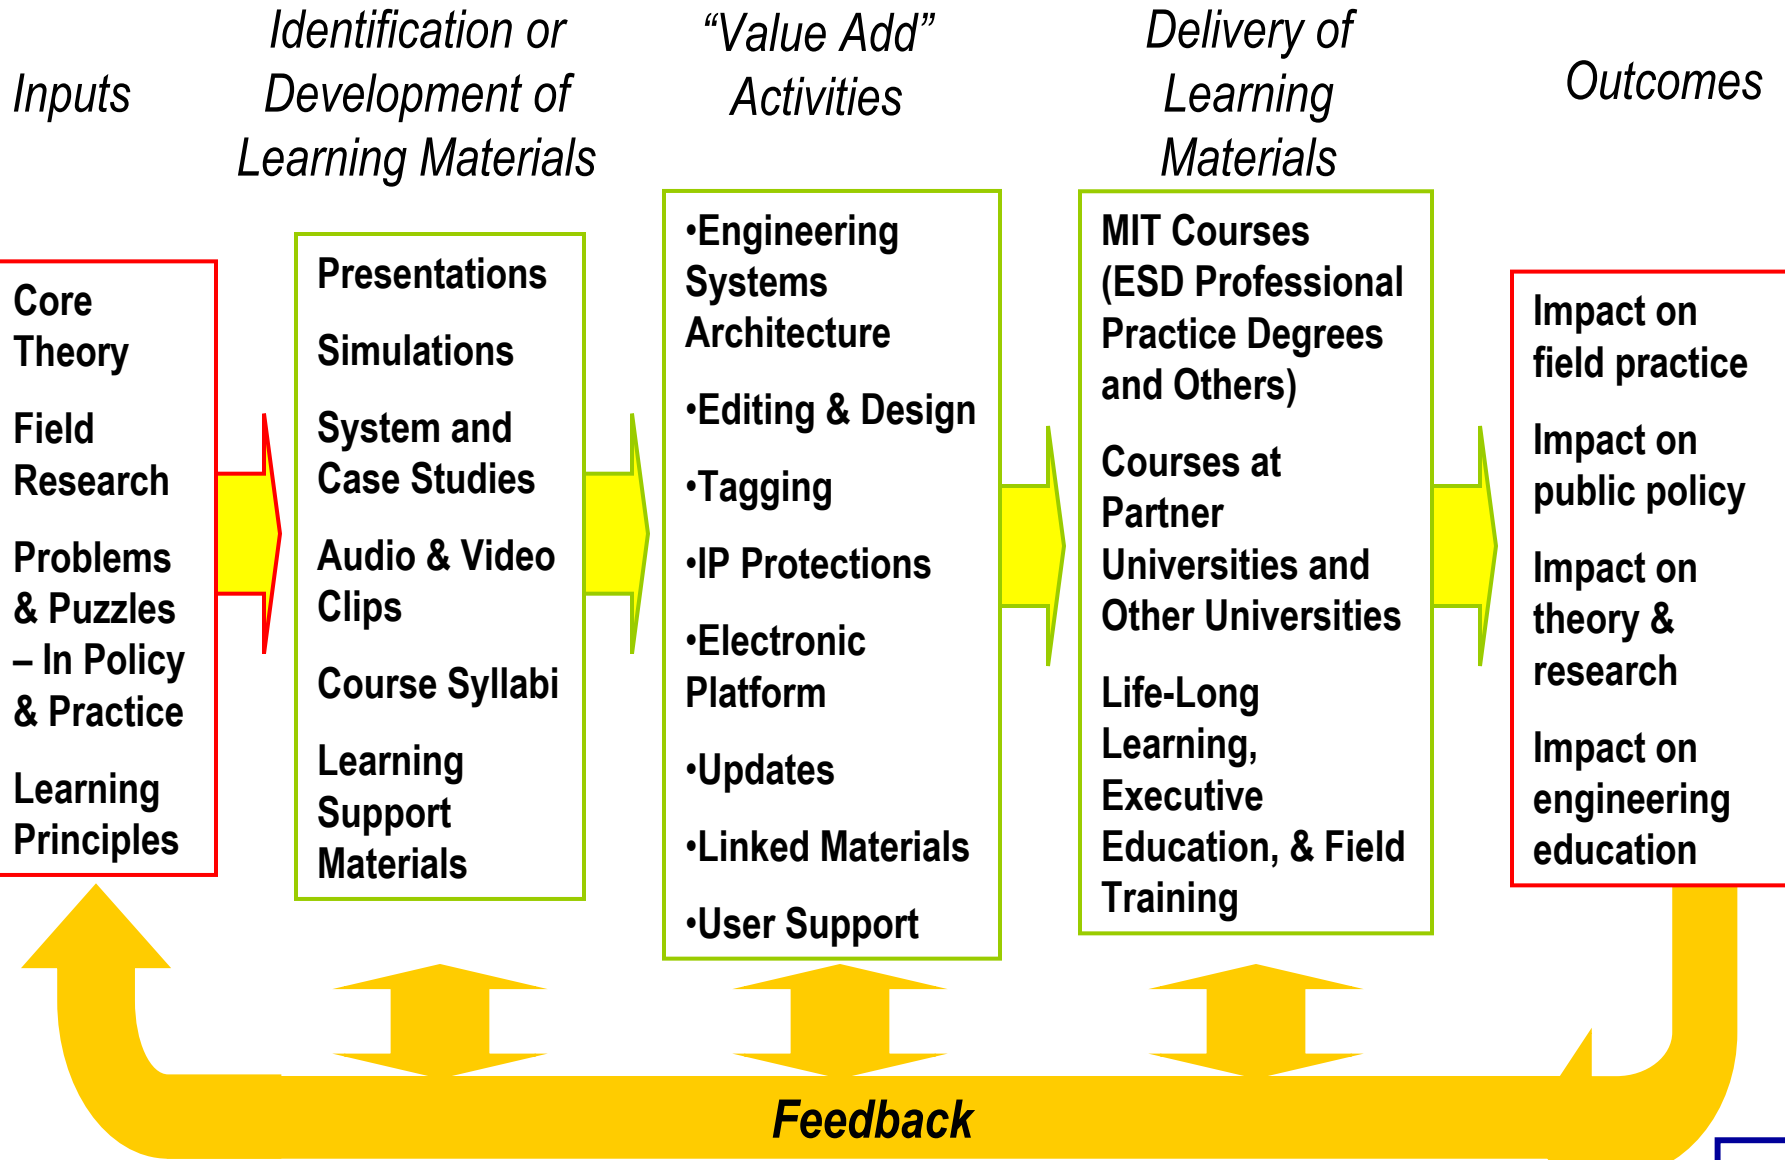 Inputs
Identification or
Development of
Learning Materials
“Value Add”
Activities
Delivery of
Learning
Materials
Outcomes
Core
Theory
Field
Research
Problems
& Puzzles
– In Policy
& Practice
Learning
Principles
Presentations
Simulations
System and
Case Studies
Audio & Video
Clips
Course Syllabi
Learning
Support
Materials
•Engineering
Systems
Architecture
•Editing & Design
•Tagging
•IP Protections
•Electronic
Platform
•Updates
•Linked Materials
•User Support
MIT Courses
(ESD Professional
Practice Degrees
and Others)
Courses at
Partner
Universities and
Other Universities
Life-Long
Learning,
Executive
Education, & Field
Training
Impact on
field practice
Impact on
public policy
Impact on
theory &
research
Impact on
engineering
education
Feedback